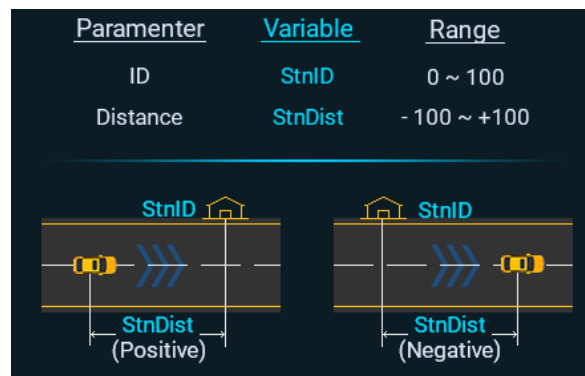 Paramenter Variable Range
ID StnID 0 ~ 100
Distance StnDist - 100 ~ +100
StnID StnID
StnDist StnDist
(Positive) (Negative)